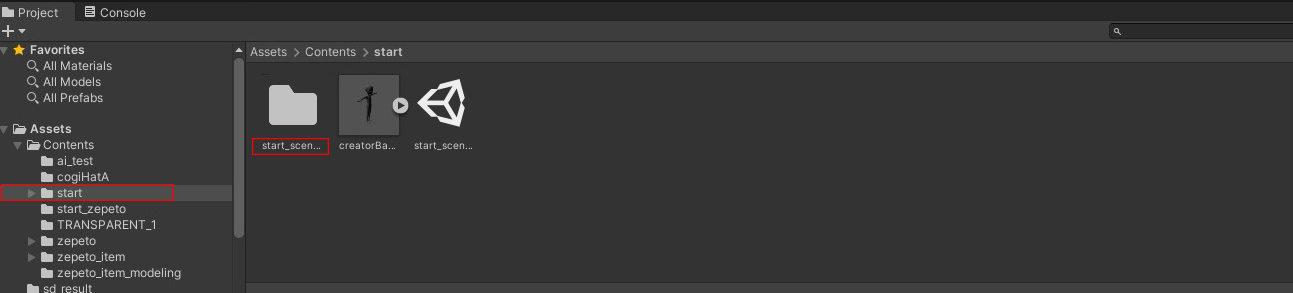 Project
Console
Favorites
All Materials
All Models
All Prefabs
Assets
Contents
ai_test
cogiHatA
start
start_zepeto
TRANSPARENT_1
zepeto
zepeto_item
zepeto_item_modeling
sd_result
Assets > Contents > start
start_scen... creatorBa... start_scen...